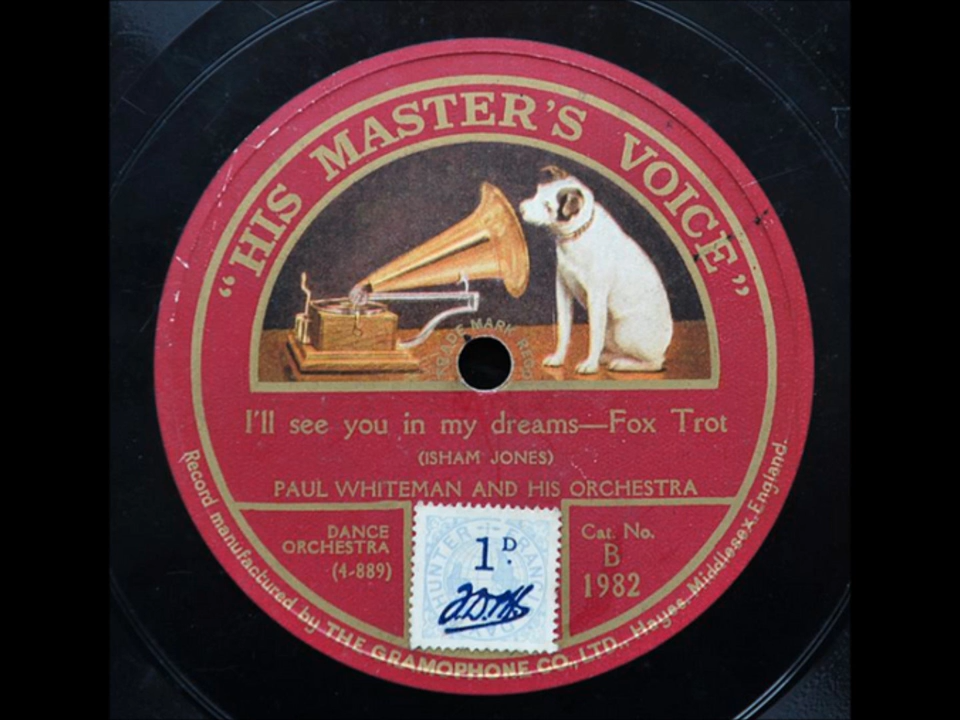 “HIS MASTER'S VOICE”
TRADE MARK REGD
I'll see you in my dreams—Fox Trot
(ISHAM JONES)
PAUL WHITEMAN AND HIS ORCHESTRA
DANCE
ORCHESTRA
(4-889)
1D.
Cat. No.
B
1982
Record manufactured by THE GRAMOPHONE CO., LTD., Hayes, Middlesex, England.